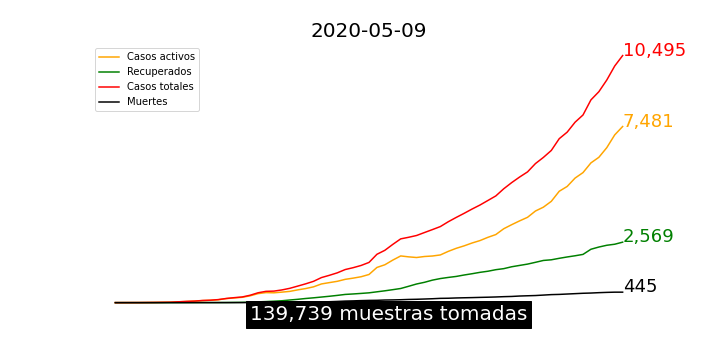 2020-05-09
Casos activos
Recuperados
Casos totales
Muertes
10,495
7,481
2,569
445
139,739 muestras tomadas